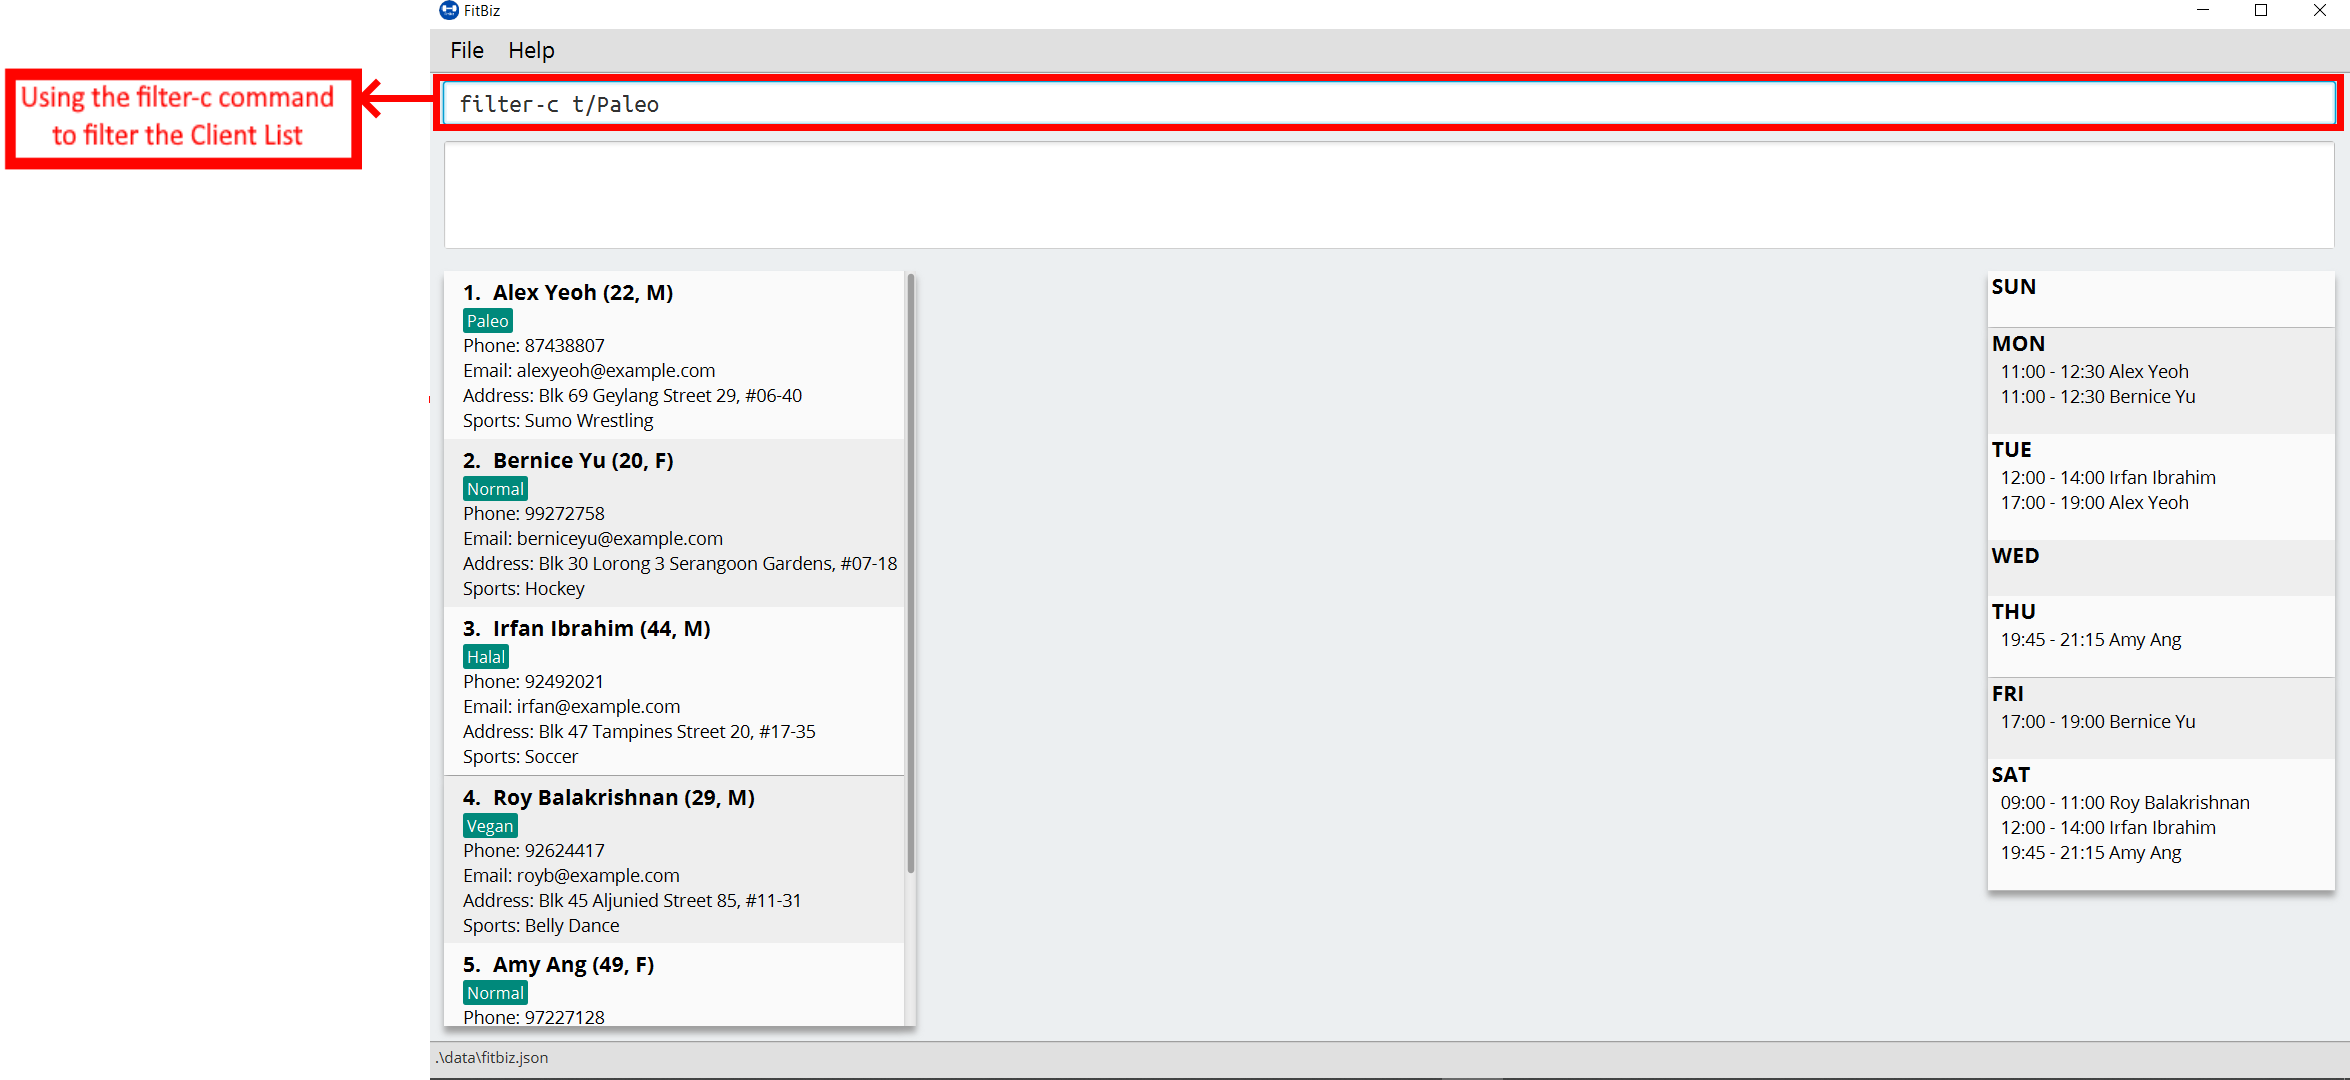 FitBiz
File Help
Using the filter-c command
to filter the Client List
filter-c t/Paleo
1. Alex Yeoh (22, M)
Paleo
Phone: 87438807
Email: alexyeoh@example.com
Address: Blk 69 Geylang Street 29, #06-40
Sports: Sumo Wrestling
2. Bernice Yu (20, F)
Normal
Phone: 99272758
Email: berniceyu@example.com
Address: Blk 30 Lorong 3 Serangoon Gardens, #07-18
Sports: Hockey
3. Irfan Ibrahim (44, M)
Halal
Phone: 92492021
Email: irfan@example.com
Address: Blk 47 Tampines Street 20, #17-35
Sports: Soccer
4. Roy Balakrishnan (29, M)
Vegan
Phone: 92624417
Email: royb@example.com
Address: Blk 45 Aljunied Street 85, #11-31
Sports: Belly Dance
5. Amy Ang (49, F)
Normal
Phone: 97227128
SUN
MON
11:00 - 12:30 Alex Yeoh
11:00 - 12:30 Bernice Yu
TUE
12:00 - 14:00 Irfan Ibrahim
17:00 - 19:00 Alex Yeoh
WED
THU
19:45 - 21:15 Amy Ang
FRI
17:00 - 19:00 Bernice Yu
SAT
09:00 - 11:00 Roy Balakrishnan
12:00 - 14:00 Irfan Ibrahim
19:45 - 21:15 Amy Ang
.\data\fitbiz.json